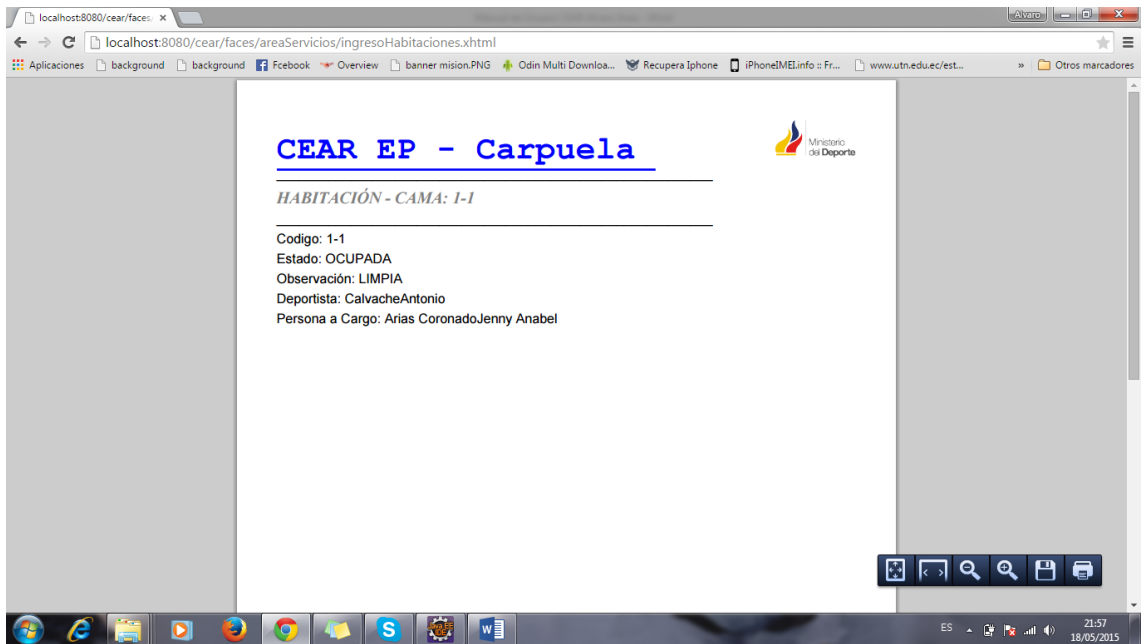 localhost:8080/cear/faces/
Alvaro
localhost:8080/cear/faces/areaServicios/ingresoHabitaciones.xhtml
Aplicaciones background background Fcebook Overview banner mision.PNG Odin Multi Downloa... Recupera Iphone PhoneIMEI.info :: Fr... www.utn.edu.ec/est... » Otros marcadores
CEAR EP - Carpuela
Ministerio
del Deporte
HABITACIÓN - CAMA: 1-1
Codigo: 1-1
Estado: OCUPADA
Observación: LIMPIA
Deportista: CalvacheAntonio
Persona a Cargo: Arias CoronadoJenny Anabel
ES
21:57
18/05/2015